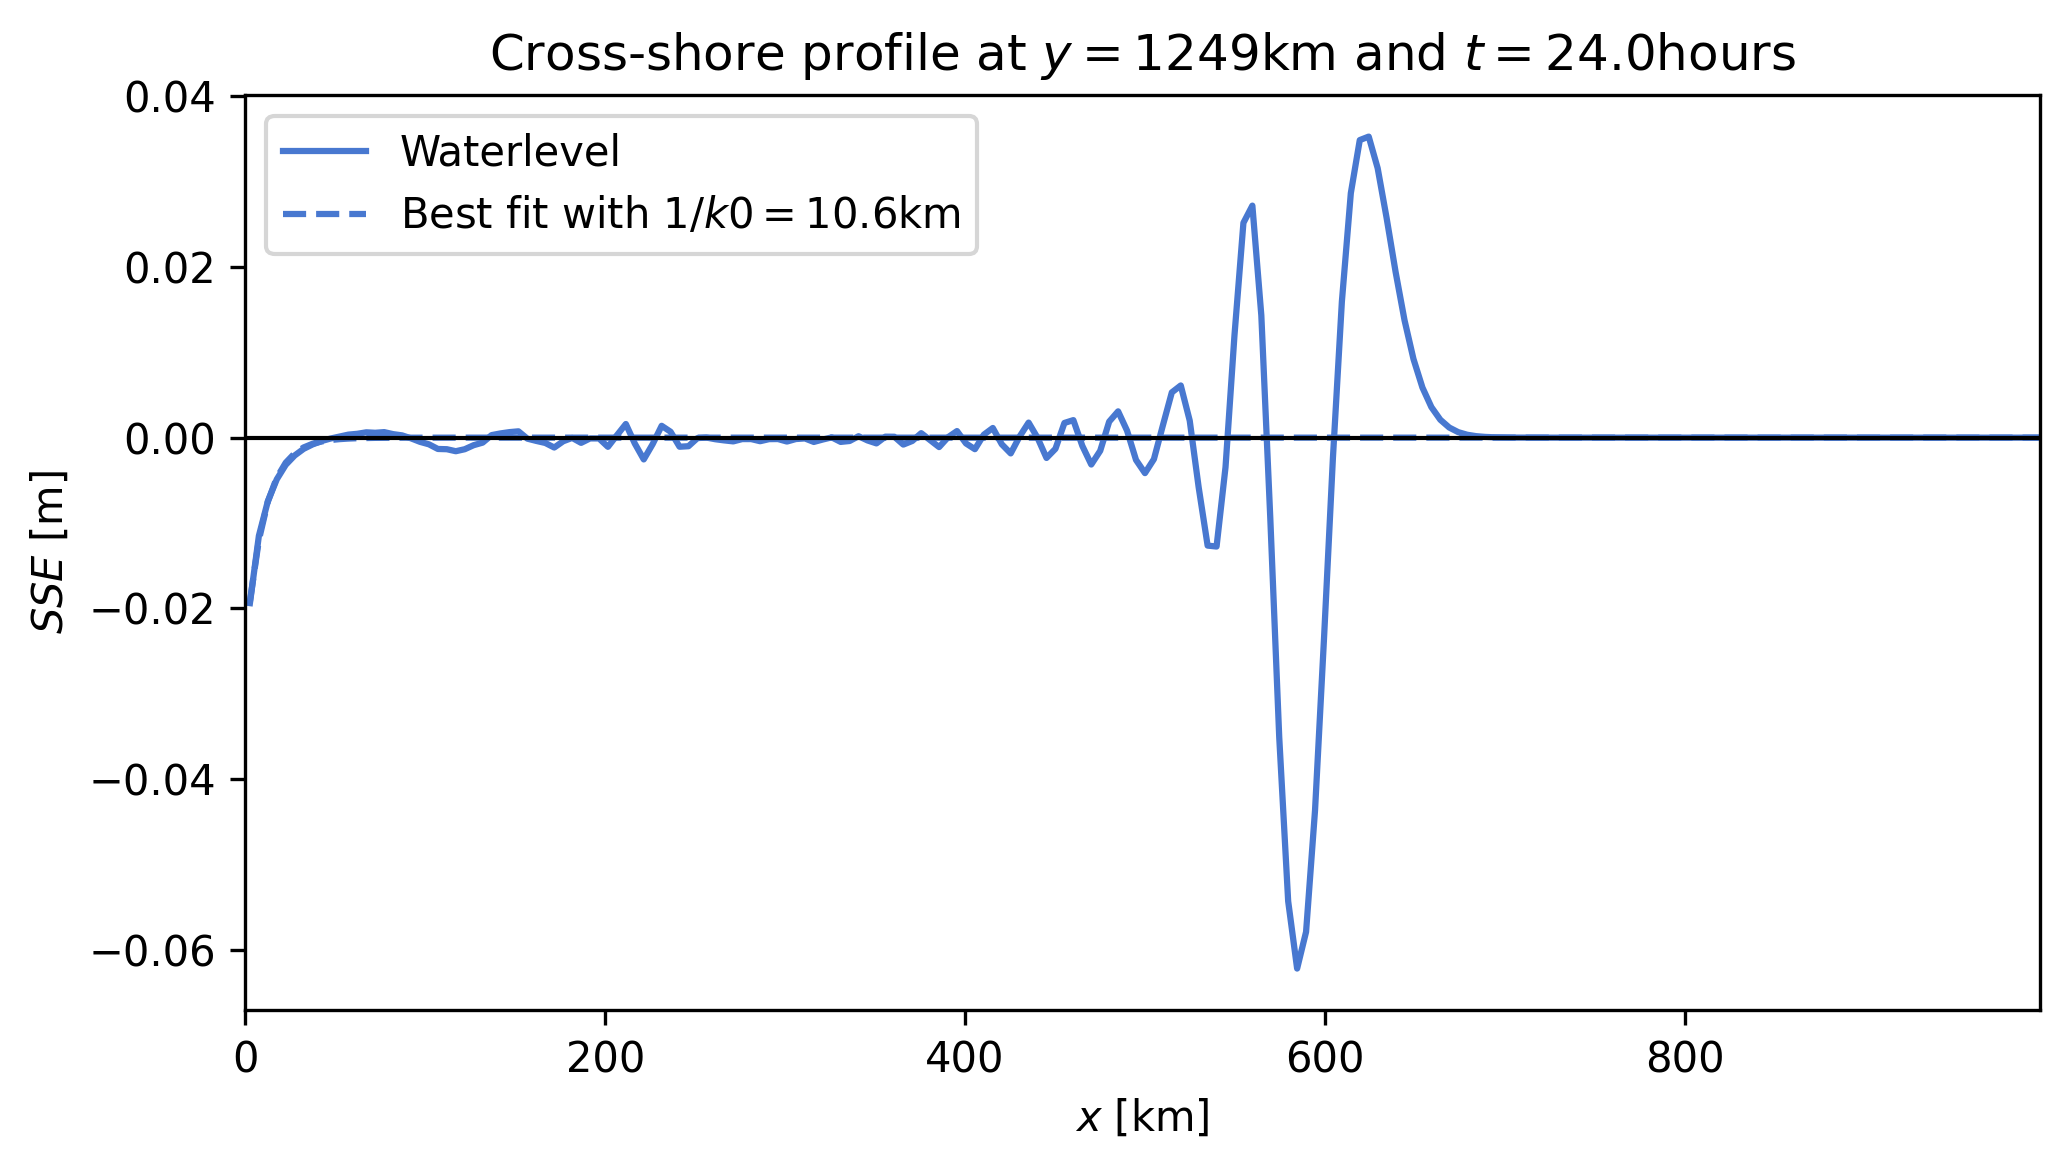 Cross-shore profile at y = 1249km and t = 24.0hours
Waterlevel
Best fit with 1/k0 = 10.6km
0.04
0.02
0.00
−0.02
−0.04
−0.06
SSE [m]
0 200 400 600 800
x [km]